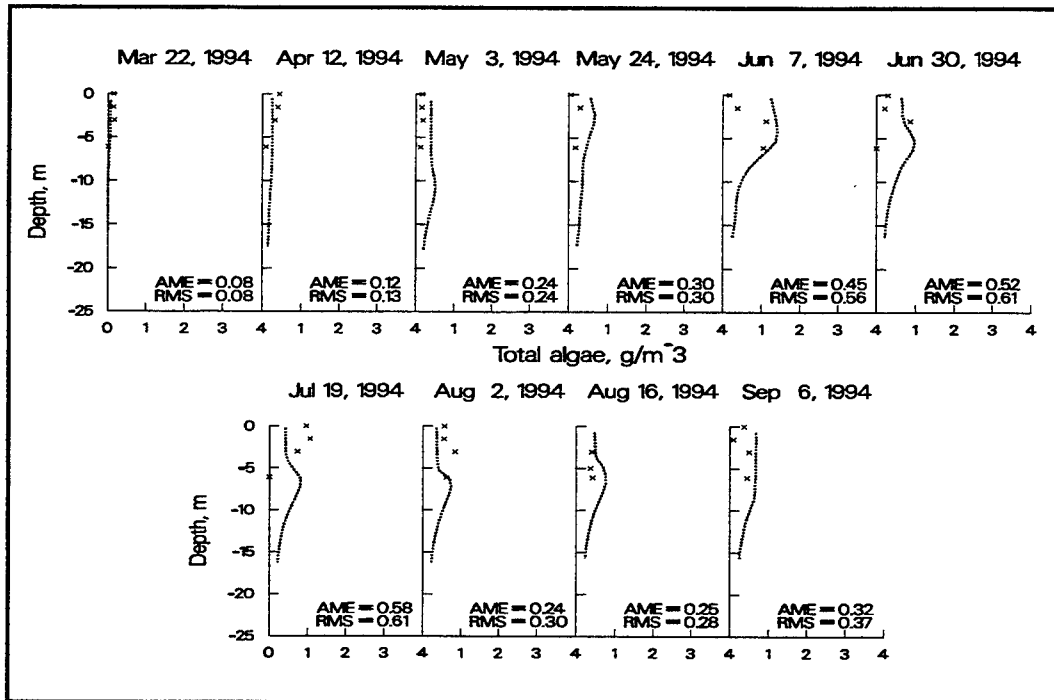 Mar 22, 1994 Apr 12, 1994 May 3, 1994 May 24, 1994 Jun 7, 1994 Jun 30, 1994
0
-5
-10
-15
-20
-25
Depth, m
AME = 0.08 AME = 0.12 AME = 0.24 AME = 0.30 AME = 0.45 AME = 0.52
RMS = 0.08 RMS = 0.13 RMS = 0.24 RMS = 0.30 RMS = 0.56 RMS = 0.61
0 1 2 3 4 1 2 3 4 1 2 3 4 1 2 3 4 1 2 3 4 1 2 3 4
Total algae, g/m^3
Jul 19, 1994 Aug 2, 1994 Aug 16, 1994 Sep 6, 1994
0
-5
-10
-15
-20
-25
Depth, m
AME = 0.58 AME = 0.24 AME = 0.25 AME = 0.32
RMS = 0.61 RMS = 0.30 RMS = 0.28 RMS = 0.37
0 1 2 3 4 1 2 3 4 1 2 3 4 1 2 3 4